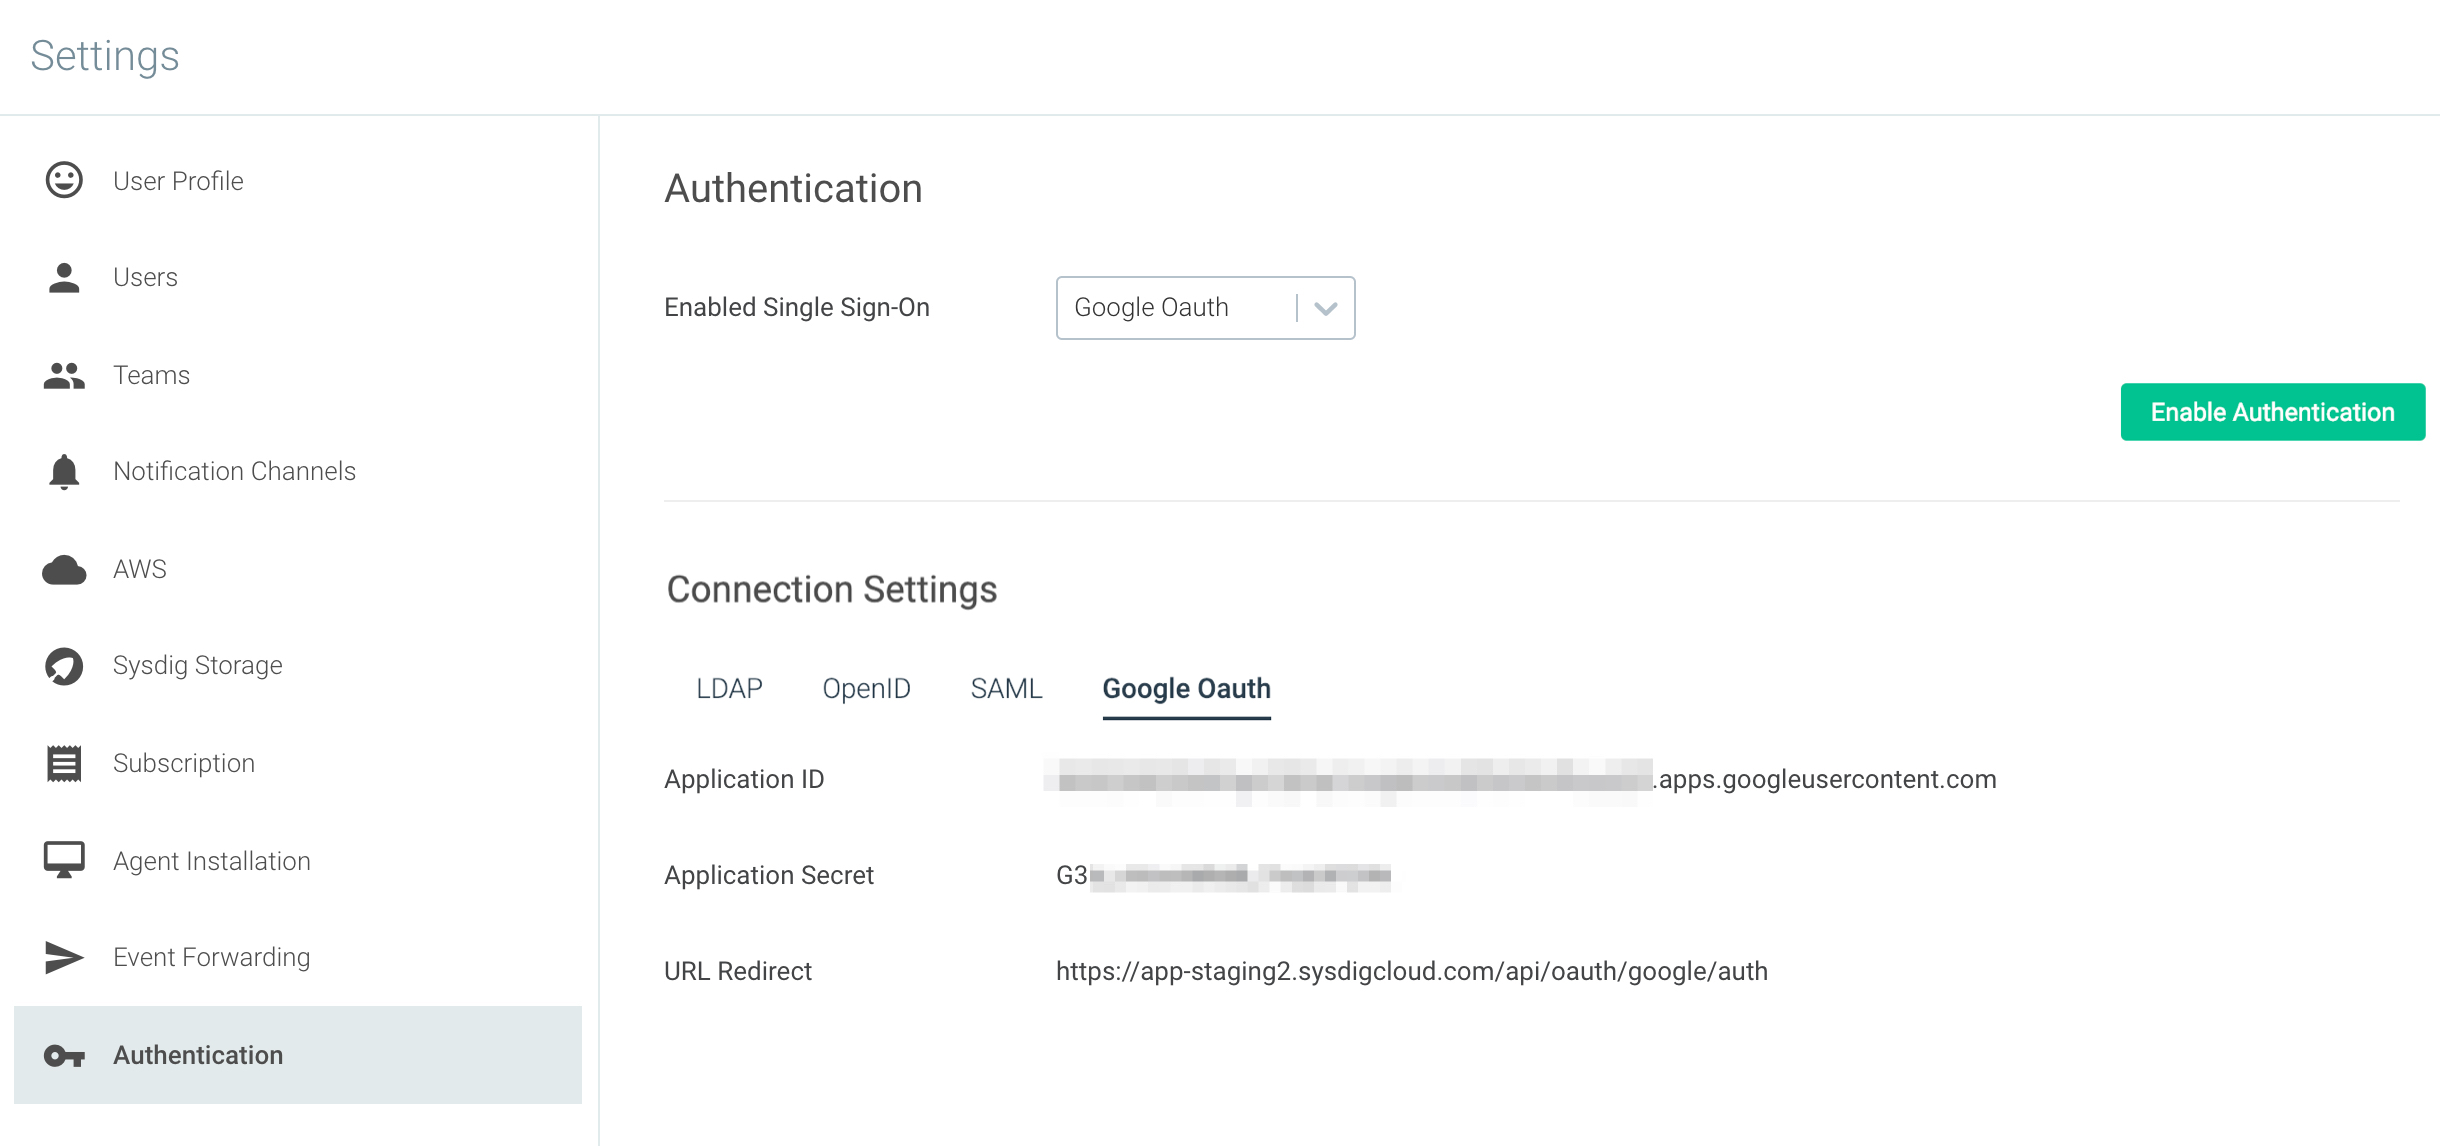 Settings
User Profile
Users
Teams
Notification Channels
AWS
Sysdig Storage
Subscription
Agent Installation
Event Forwarding
Authentication
Authentication
Enabled Single Sign-On Google Oauth
Enable Authentication
Connection Settings
LDAP OpenID SAML Google Oauth
Application ID .apps.googleusercontent.com
Application Secret G3
URL Redirect https://app-staging2.sysdigcloud.com/api/oauth/google/auth